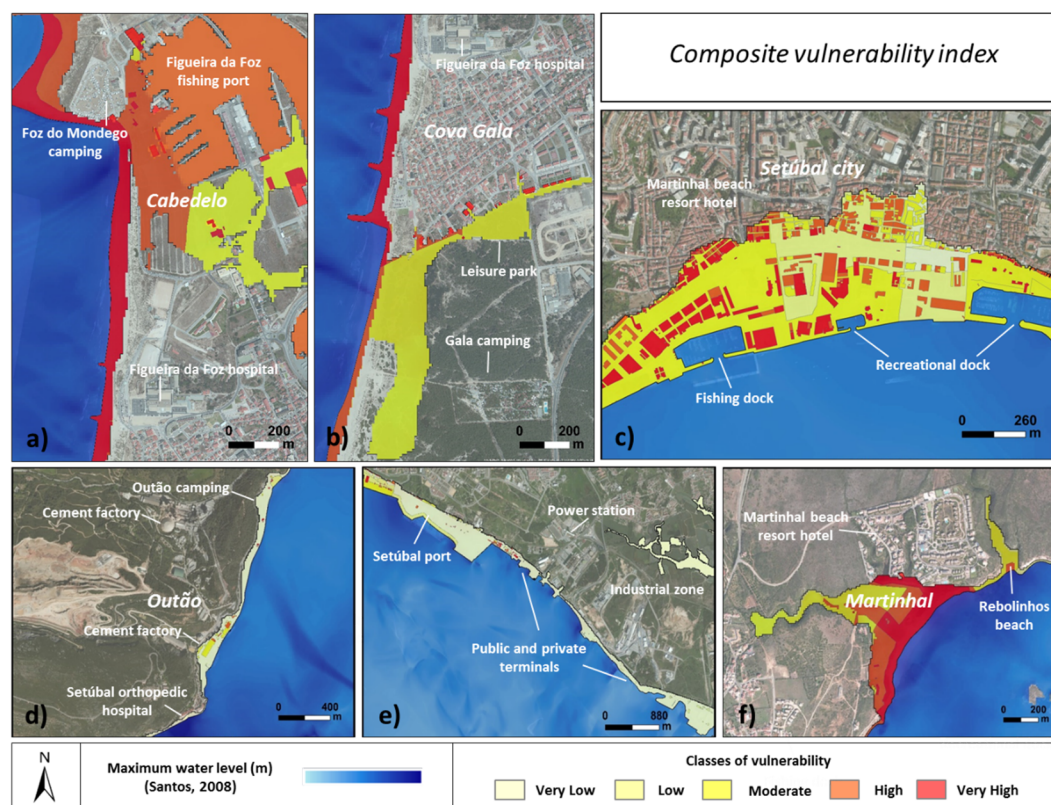 Composite vulnerability index
Figueira da Foz
fishing port
Foz do Mondego
camping
Cabedelo
Figueira da Foz hospital
a)
0 200
m
Figueira da Foz hospital
Cova Gala
Leisure park
Gala camping
b)
0 200
m
Setúbal city
Martinhal beach
resort hotel
Recreational dock
Fishing dock
c)
0 260
m
Outão camping
Cement factory
Outão
Cement factory
Setúbal orthopedic
hospital
d)
0 400
m
Power station
Setúbal port
Industrial zone
Public and private
terminals
e)
0 880
m
Martinhal beach
resort hotel
Martinhal
Rebolinhos
beach
f)
0 200
m
N
Maximum water level (m)
(Santos, 2008)
Classes of vulnerability
Very Low Low Moderate High Very High